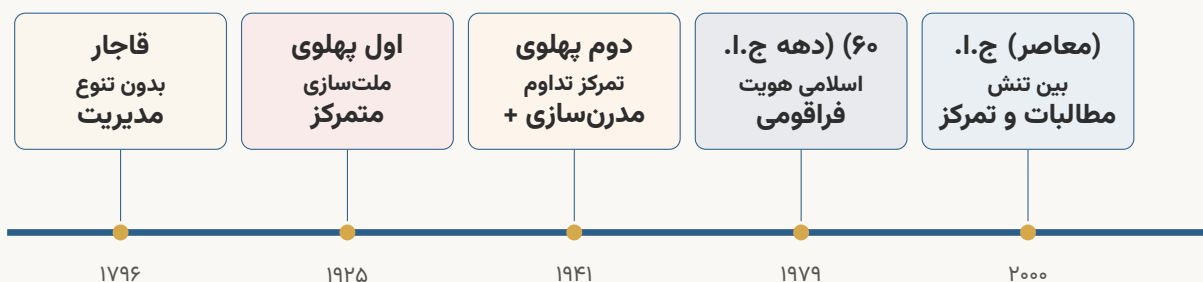 قاجار
بدون تنوع
مدیریت
۱۷۹۶
اول پهلوی
ملت‌سازی
متمرکز
۱۹۲۵
دوم پهلوی
تمرکز تداوم
مدرن‌سازی +
۱۹۴۱
۶۰) (دهه ج.ا.
اسلامی هویت
فراقومی
۱۹۷۹
(معاصر) ج.ا.
بین تنش
مطالبات و تمرکز
۲۰۰۰